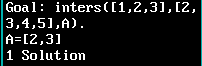 Goal: inters([1,2,3],[2,
3,4,5],A).
A=[2,3]
1 Solution